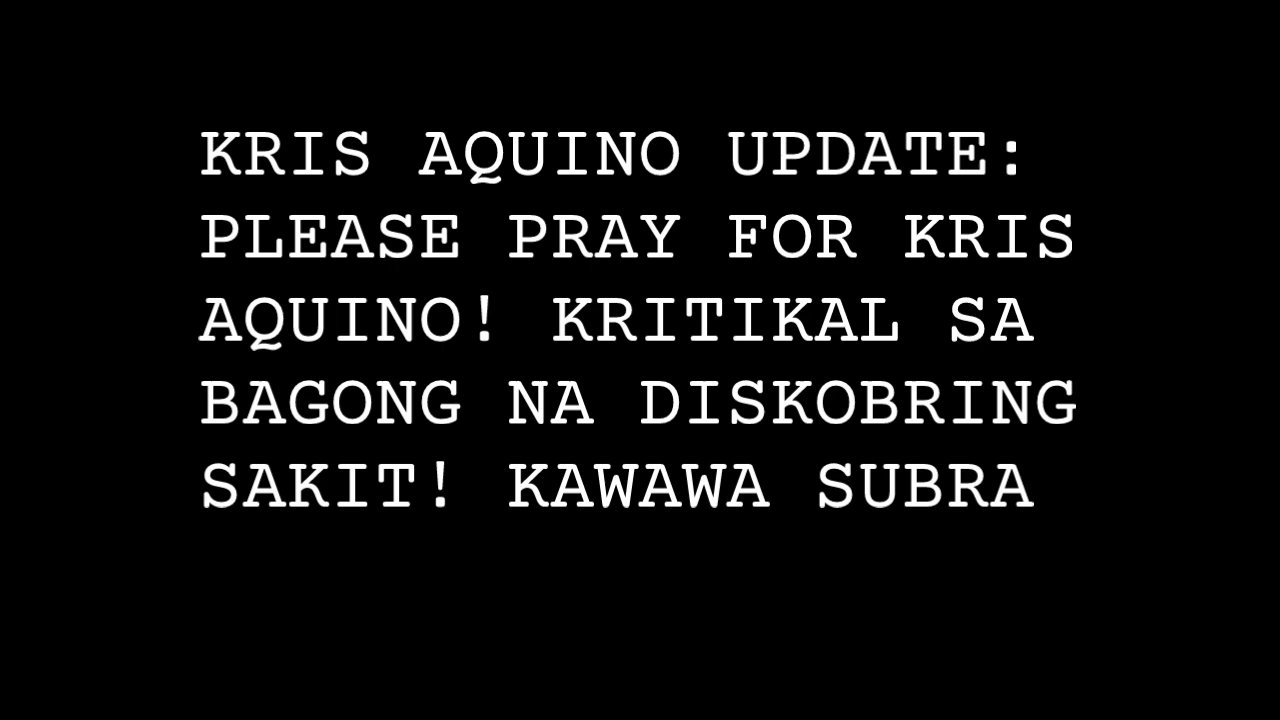 KRIS AQUINO UPDATE:
PLEASE PRAY FOR KRIS
AQUINO! KRITIKAL SA
BAGONG NA DISKOBRING
SAKIT! KAWAWA SUBRA